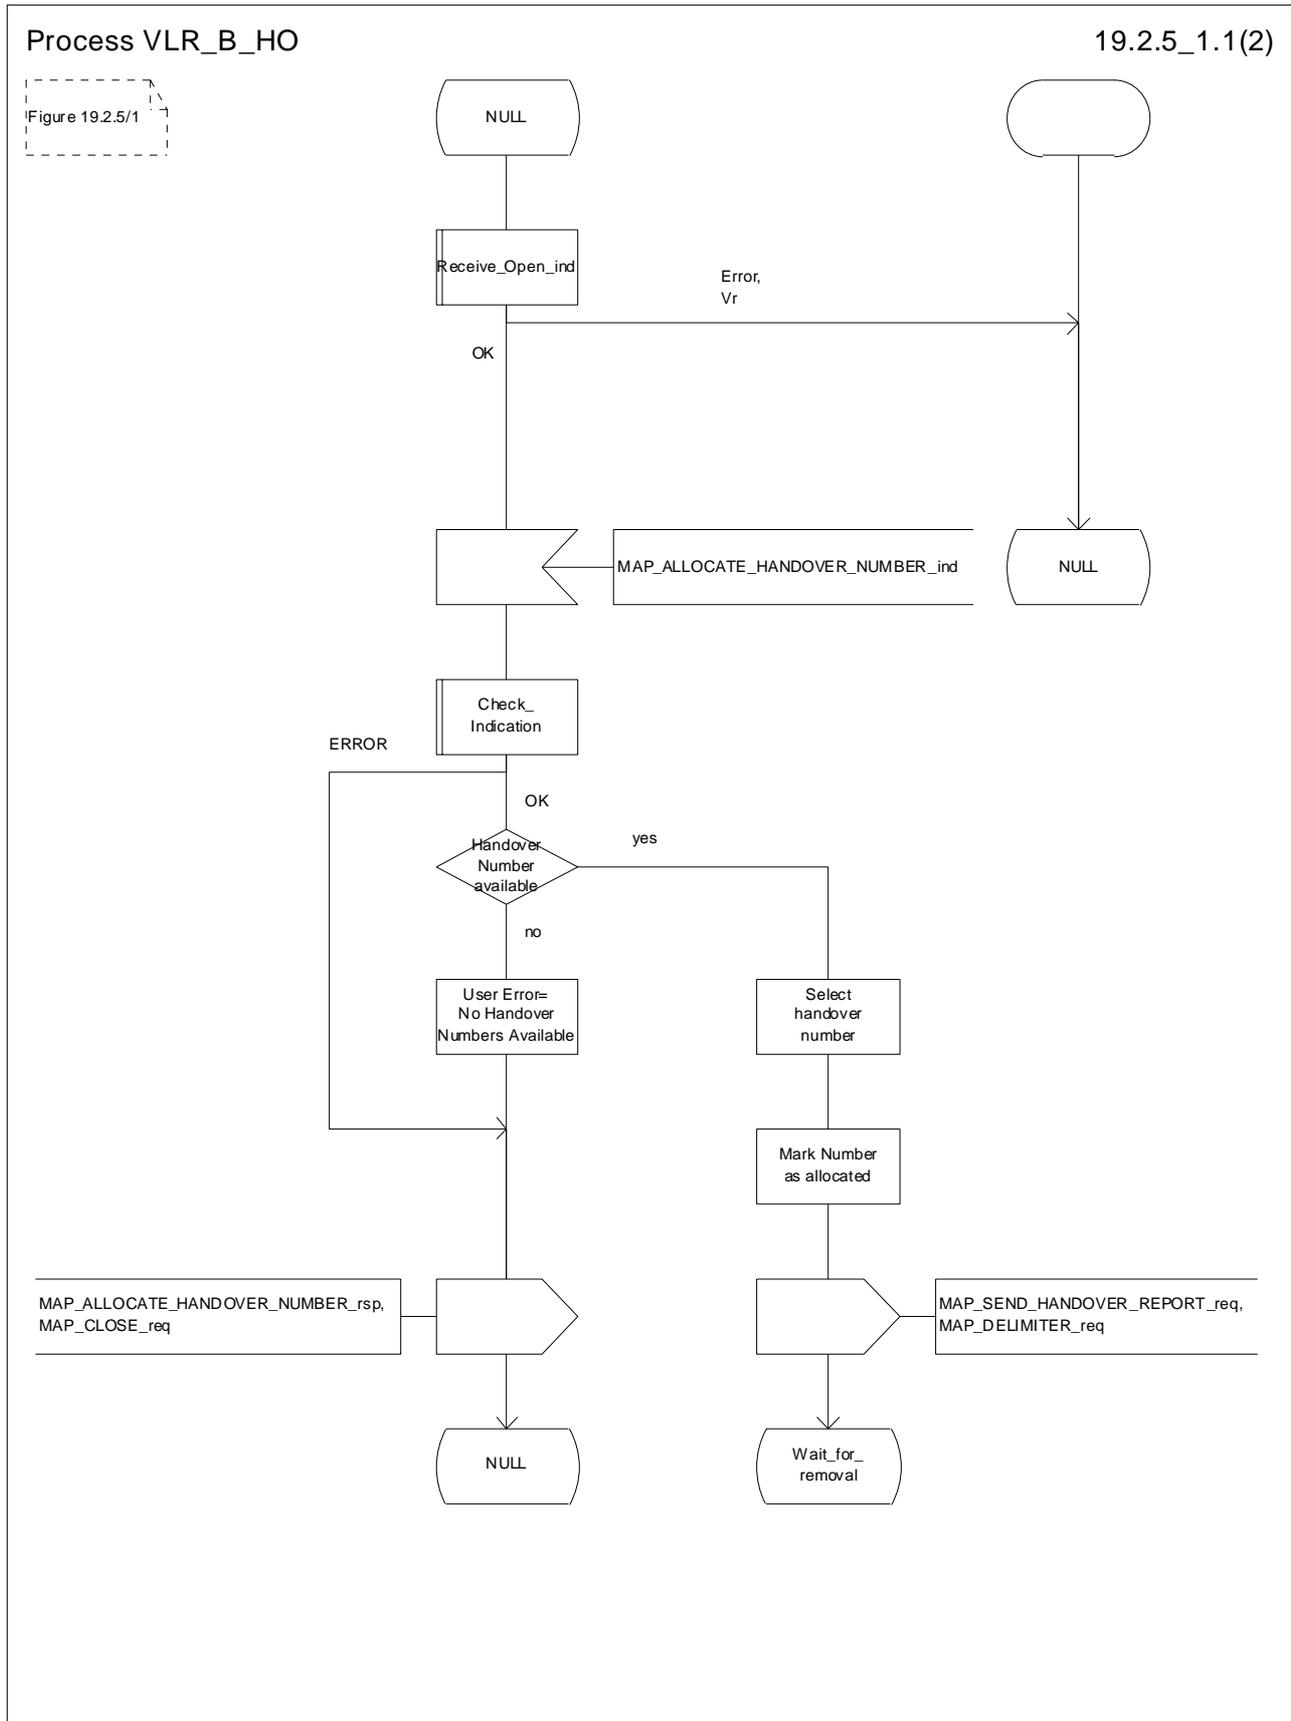 Process VLR_B_HO
19.2.5_1.1(2)
Figure 19.2.5/1
NULL
Receive_Open_ind
Error,
Vr
OK
MAP_ALLOCATE_HANDOVER_NUMBER_ind
NULL
Check_
Indication
ERROR
OK
Handover
Number
available
yes
no
User Error=
No Handover
Numbers Available
Select
handover
number
Mark Number
as allocated
MAP_ALLOCATE_HANDOVER_NUMBER_rsp,
MAP_CLOSE_req
MAP_SEND_HANDOVER_REPORT_req,
MAP_DELIMITER_req
NULL
Wait_for_
removal